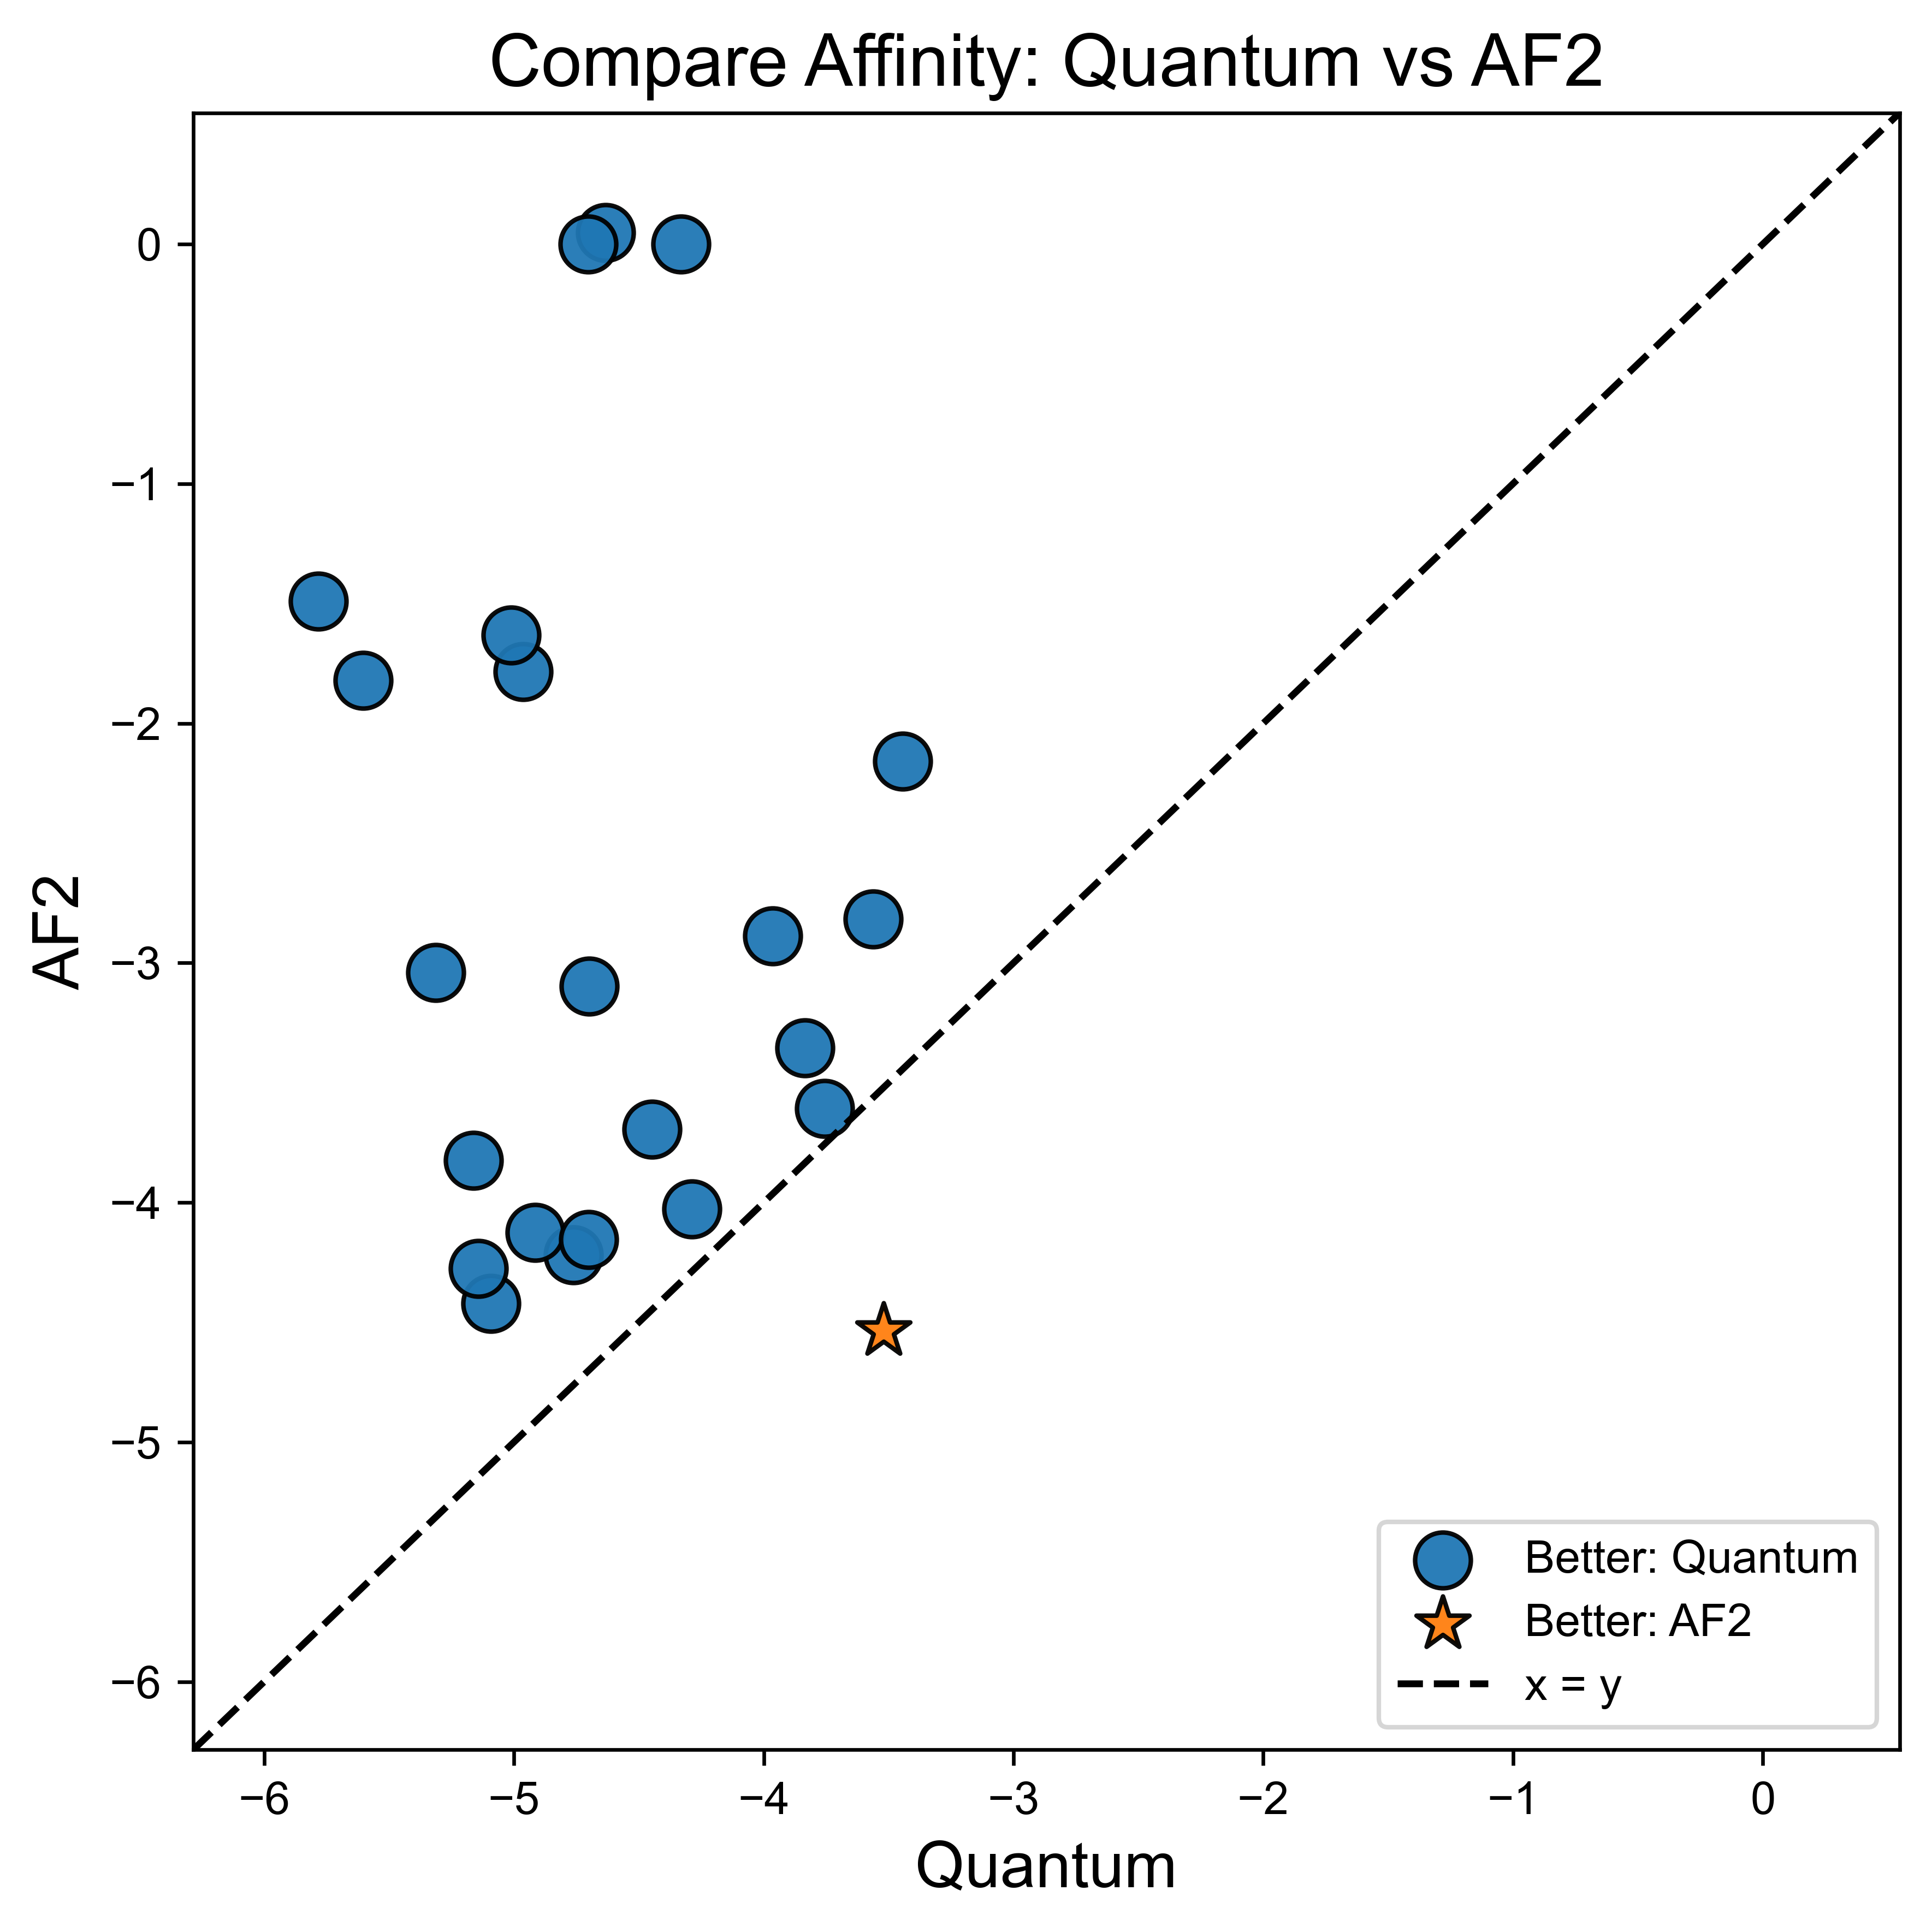 Compare Affinity: Quantum vs AF2
0
−1
−2
−3
−4
−5
−6
AF2
Better: Quantum
Better: AF2
x = y
−6 −5 −4 −3 −2 −1 0
Quantum